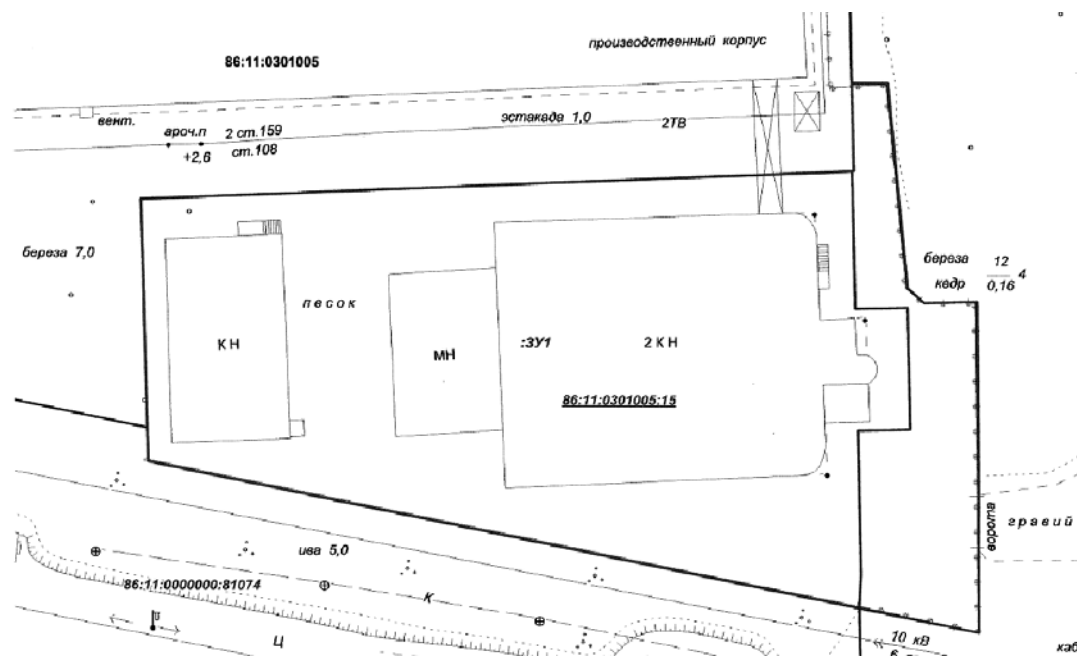 производственный корпус
86:11:0301005
вент.
ароч.п
2 ст.159
+2,6
ст.108
эстакада 1,0
2ТВ
береза 7,0
песок
береза
кедр
12
0,16
4
КН
МН
:ЗУ1
2 КН
86:11:0301005:15
ворота
гравий
ива 5,0
86:11:0000000:81074
К
Ц
10 кВ
каб